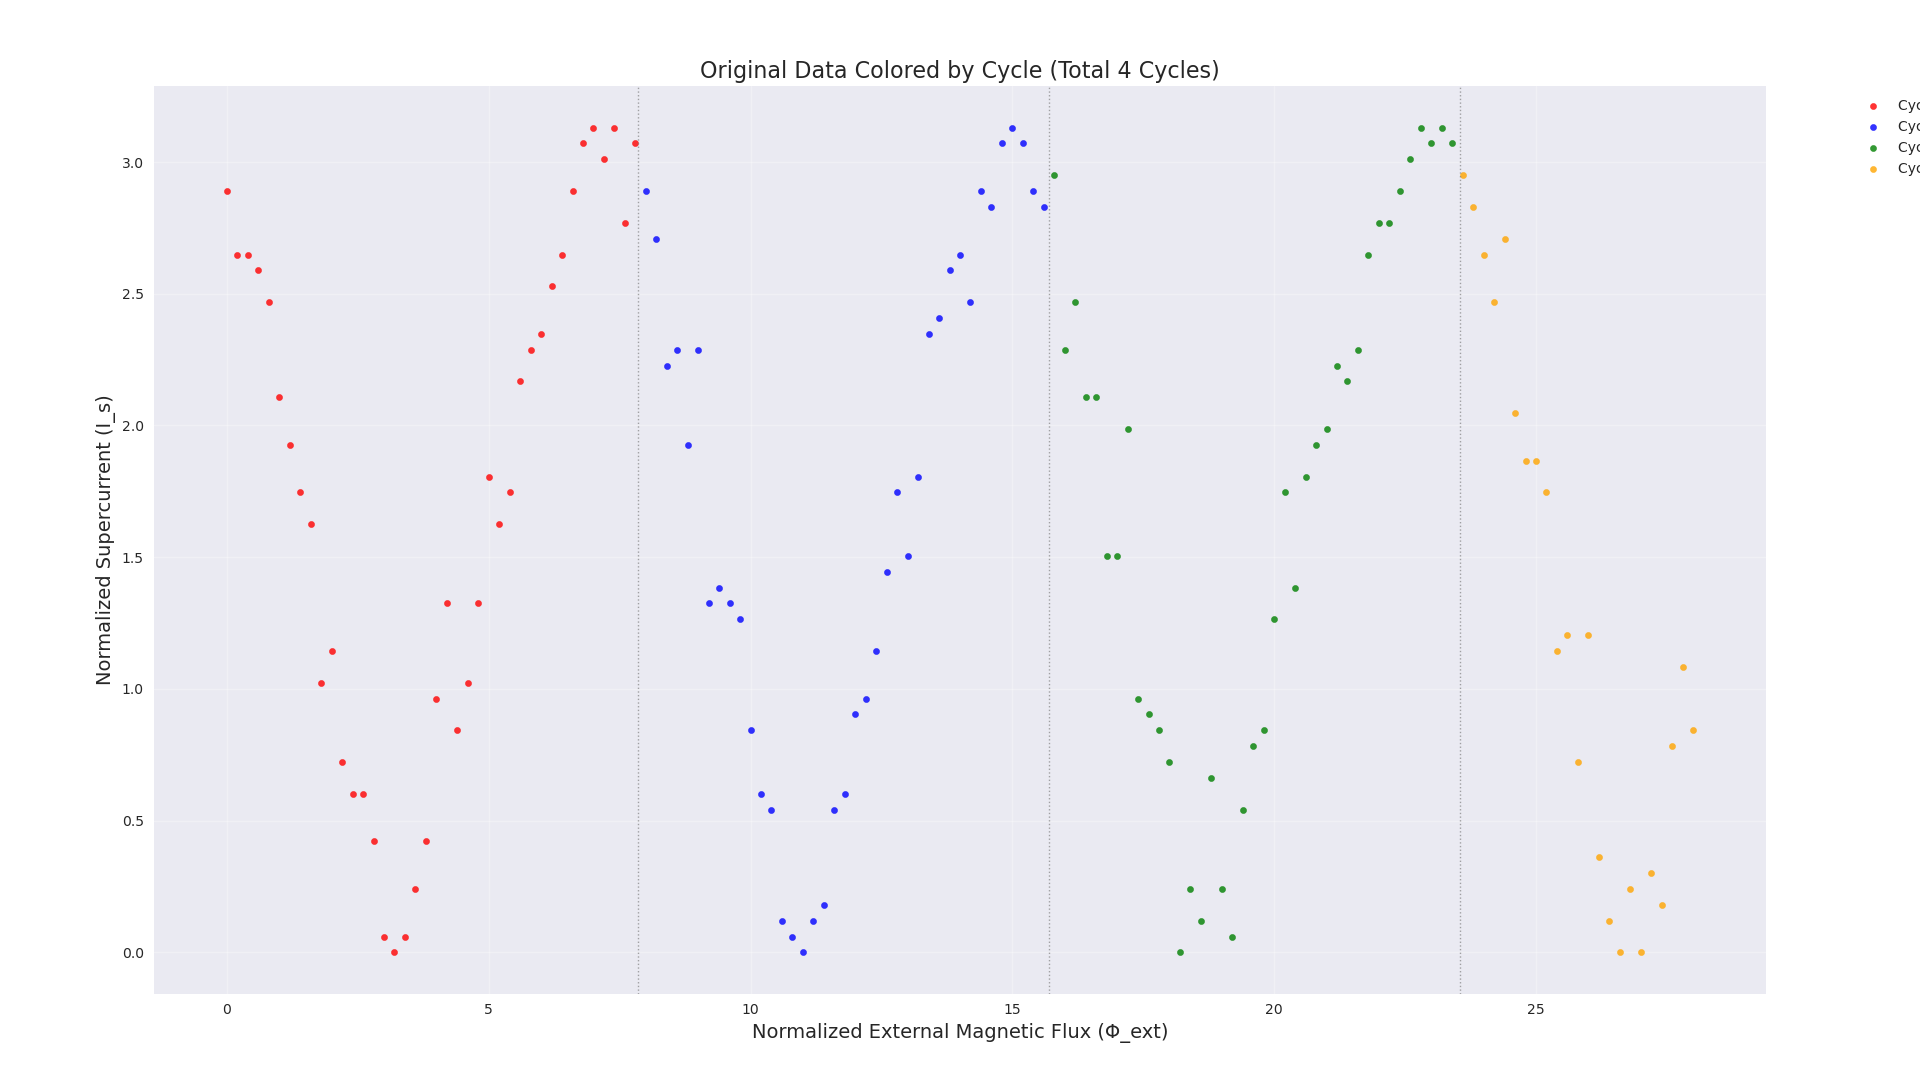 Original Data Colored by Cycle (Total 4 Cycles)
Cyc
Cyc
Cyc
Cyc
3.0
2.5
2.0
1.5
1.0
0.5
0.0
Normalized Supercurrent (I_s)
0 5 10 15 20 25
Normalized External Magnetic Flux (Φ_ext)